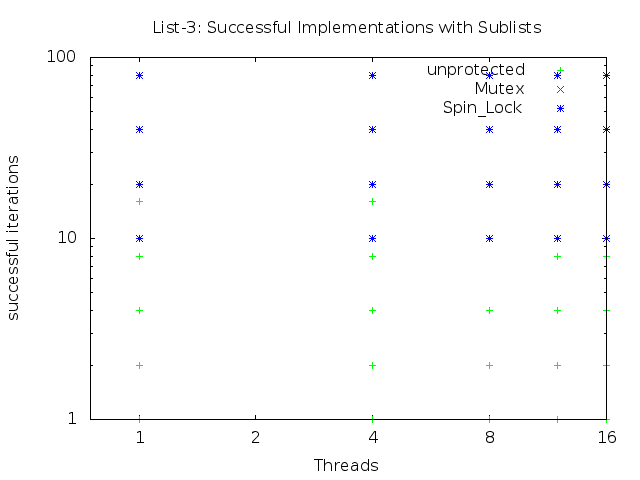 List-3: Successful Implementations with Sublists
100
unprotected
Mutex
Spin_Lock
successful iterations
10
1
1 2 4 8 16
Threads